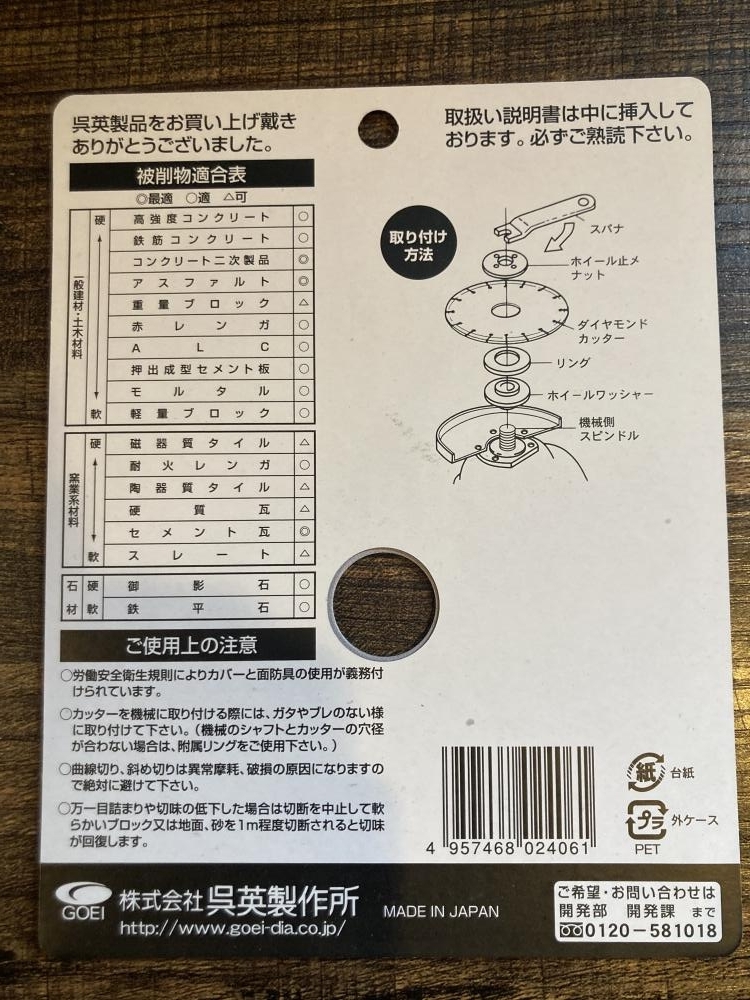 呉英製品をお買い上げ戴き
ありがとうございました。
取扱い説明書は中に挿入して
おります。必ずご熟読下さい。
被削物適合表
◎最適 ○適 △可
一般建材・土木材料
硬
軟
高強度コンクリート ○
鉄筋コンクリート ○
コンクリート二次製品 ◎
アスファルト ◎
重量ブロック △
赤レンガ ○
ALC ○
押出成型セメント板 ○
モルタル ○
軽量ブロック ○
窯業系材料
硬
軟
磁器質タイル △
耐火レンガ ○
陶器質タイル △
硬質瓦 △
セメント瓦 ◎
スレート △
石材
硬 御影石 ○
軟 鉄平石 ○
取り付け
方法
スパナ
ホイール止メ
ナット
ダイヤモンド
カッター
リング
ホイールワッシャー
機械側
スピンドル
ご使用上の注意
○労働安全衛生規則によりカバーと面防具の使用が義務付
けられています。
○カッターを機械に取り付ける際には、ガタやブレのない様
に取り付けて下さい。(機械のシャフトとカッターの穴径
が合わない場合は、附属リングをご使用下さい。)
○曲線切り、斜め切りは異常摩耗、破損の原因になりますの
で絶対に避けて下さい。
○万一目詰まりや切味の低下した場合は切断を中止して軟
らかいブロック又は地面、砂を1m程度切断されると切味
が回復します。
4 957468 024061
紙 台紙
プラ 外ケース
PET
GOEI
株式会社 呉英製作所
http://www.goei-dia.co.jp/
MADE IN JAPAN
ご希望・お問い合わせは
開発部 開発課 まで
0120-581018